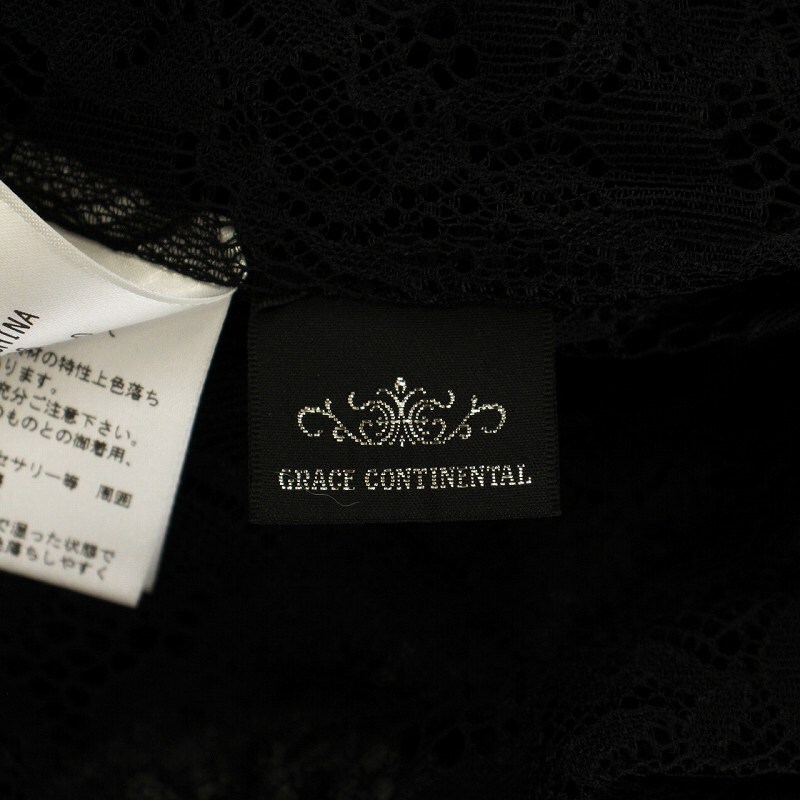 の特性上色落ち
ります。
充分ご注意下さい。
のものとの御着用、
セサリー等 周囲
で湿った状態で
色落ちしやすく
GRACE CONTINENTAL